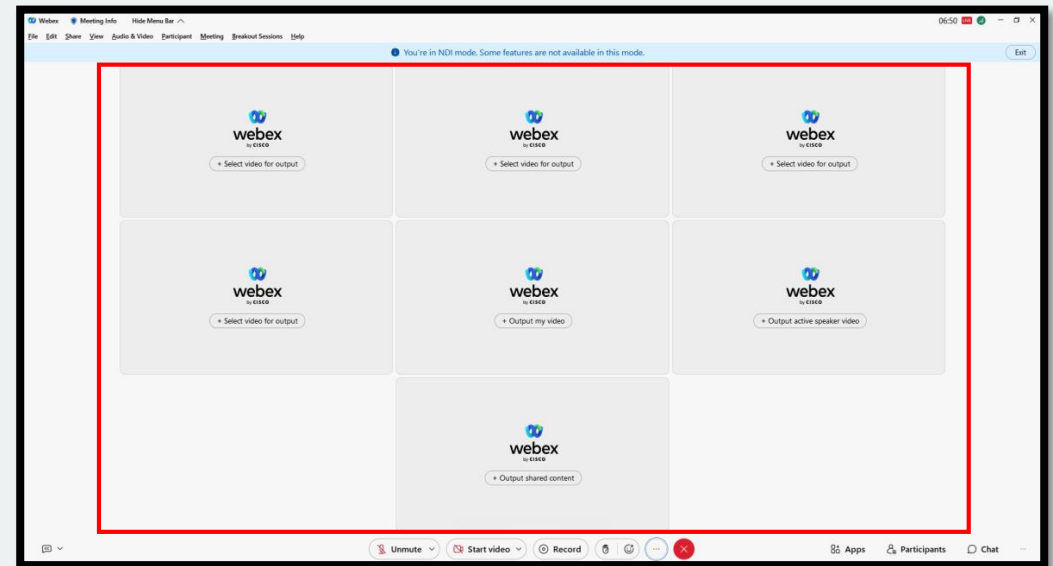 Webex Meeting Info Hide Menu Bar 06:50 LIVE
File Edit Share View Audio & Video Participant Meeting Breakout Sessions Help
You're in NDI mode. Some features are not available in this mode. Exit
webex webex webex
by CISCO by CISCO by CISCO
+ Select video for output + Select video for output + Select video for output
webex webex webex
by CISCO by CISCO by CISCO
+ Select video for output + Output my video + Output active speaker video
webex
by CISCO
+ Output shared content
Unmute Start video Record Apps Participants Chat